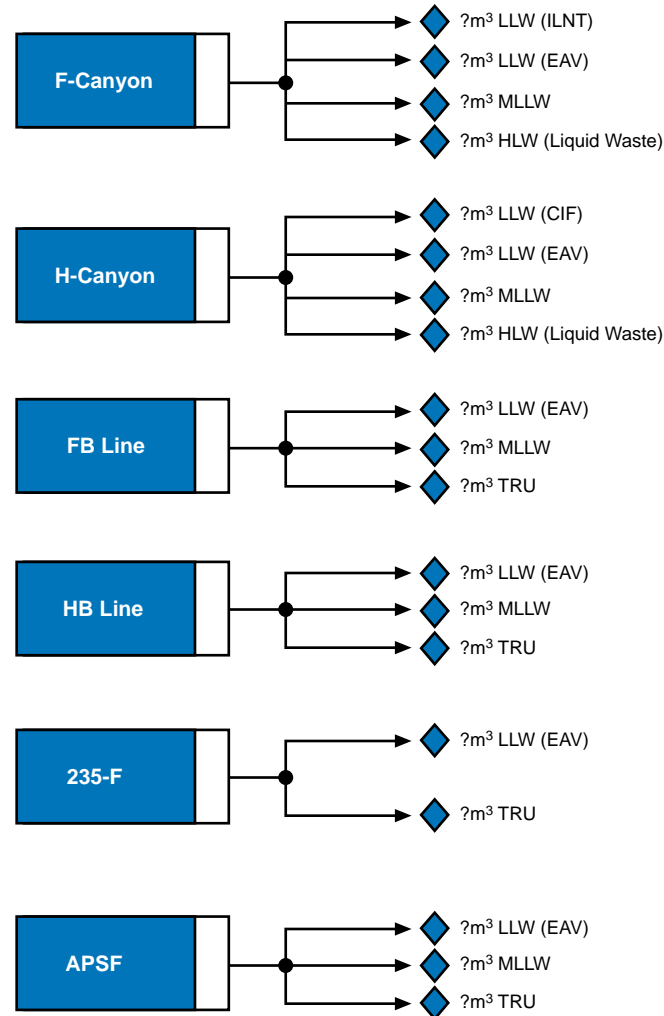 F-Canyon
?m³ LLW (ILNT)
?m³ LLW (EAV)
?m³ MLLW
?m³ HLW (Liquid Waste)
H-Canyon
?m³ LLW (CIF)
?m³ LLW (EAV)
?m³ MLLW
?m³ HLW (Liquid Waste)
FB Line
?m³ LLW (EAV)
?m³ MLLW
?m³ TRU
HB Line
?m³ LLW (EAV)
?m³ MLLW
?m³ TRU
235-F
?m³ LLW (EAV)
?m³ TRU
APSF
?m³ LLW (EAV)
?m³ MLLW
?m³ TRU